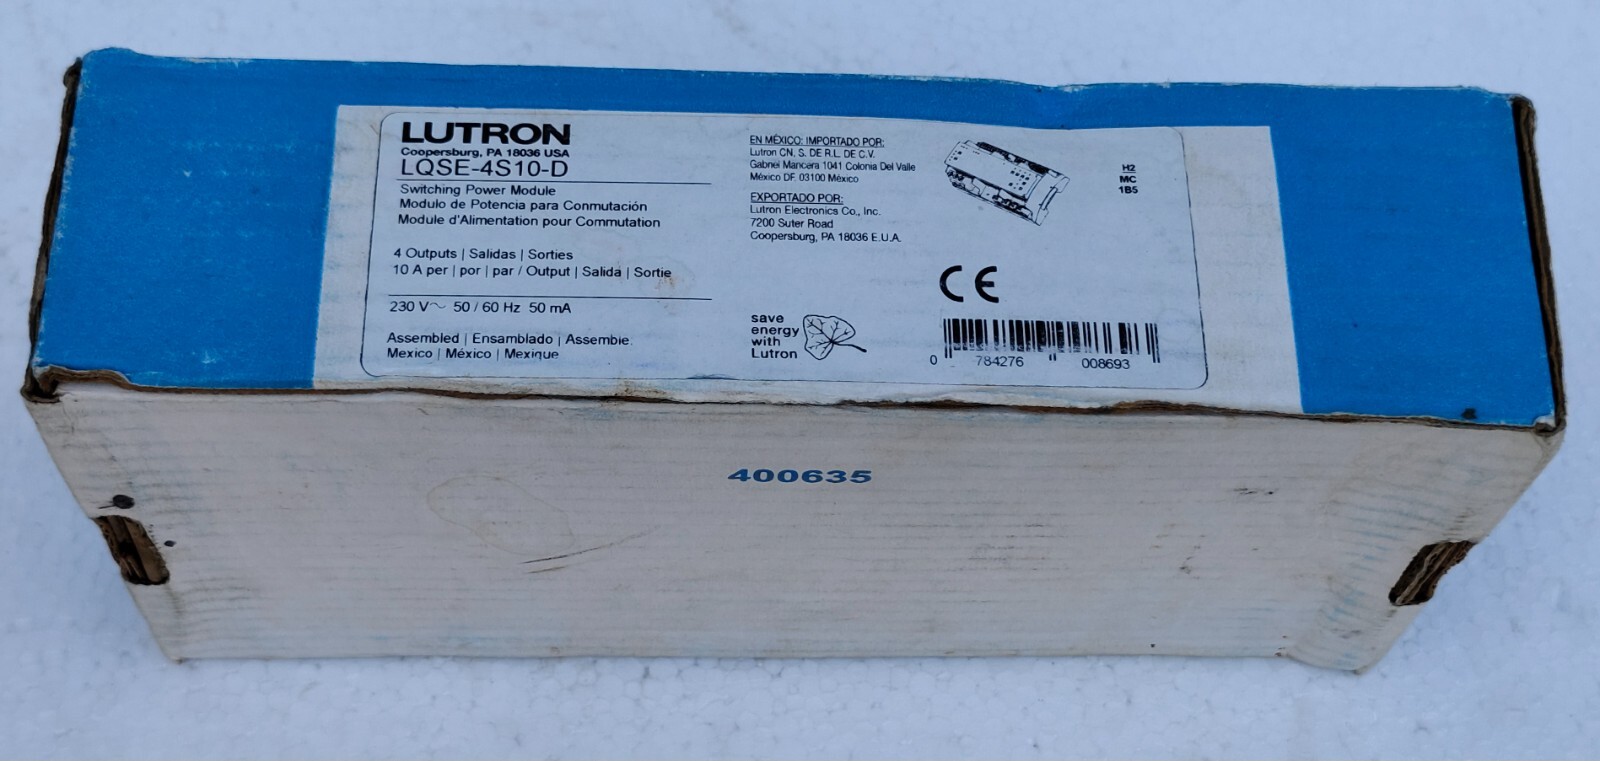 LUTRON
Coopersburg, PA 18036 USA
LQSE-4S10-D
Switching Power Module
Modulo de Potencia para Conmutación
Module d'Alimentation pour Commutation
4 Outputs | Salidas | Sorties
10 A per | por | par / Output | Salida | Sortie
230 V~ 50 / 60 Hz 50 mA
Assembled | Ensamblado | Assemble
Mexico | México | Mexique
EN MÉXICO: IMPORTADO POR:
Lutron CN, S. DE R.L. DE C.V.
Gabriel Mancera 1041 Colonia Del Valle
México DF. 03100 México
EXPORTADO POR:
Lutron Electronics Co., Inc.
7200 Suter Road
Coopersburg, PA 18036 E.U.A.
save
energy
with
Lutron
H2
MC
1B5
CE
0 784276 008693
400635